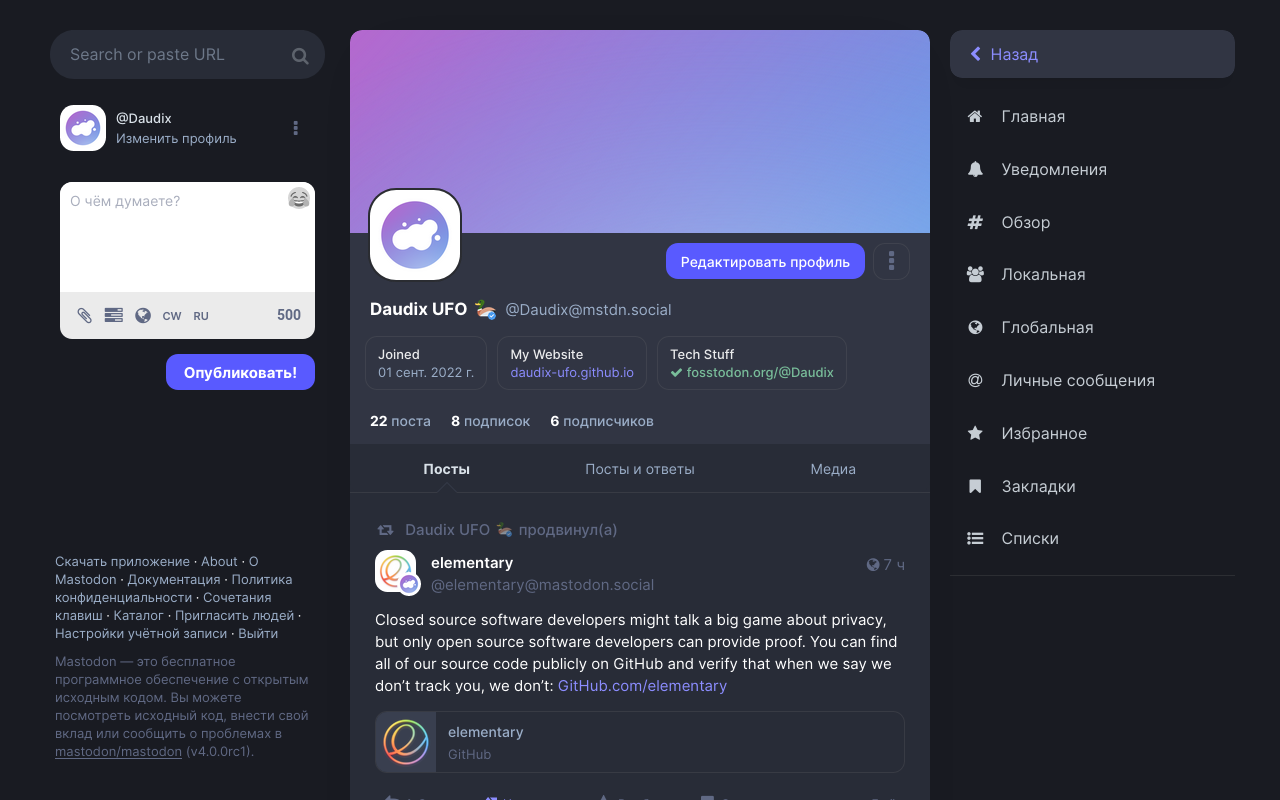 Search or paste URL
@Daudix
Изменить профиль
О чём думаете?
CW RU 500
Опубликовать!
Скачать приложение · About · О
Mastodon · Документация · Политика
конфиденциальности · Сочетания
клавиш · Каталог · Пригласить людей ·
Настройки учётной записи · Выйти
Mastodon — это бесплатное
программное обеспечение с открытым
исходным кодом. Вы можете
посмотреть исходный код, внести свой
вклад или сообщить о проблемах в
mastodon/mastodon (v4.0.0rc1).
Редактировать профиль
Daudix UFO @Daudix@mstdn.social
Joined
01 сент. 2022 г.
My Website
daudix-ufo.github.io
Tech Stuff
fosstodon.org/@Daudix
22 поста 8 подписок 6 подписчиков
Посты Посты и ответы Медиа
Daudix UFO продвинул(а)
elementary 7 ч
@elementary@mastodon.social
Closed source software developers might talk a big game about privacy,
but only open source software developers can provide proof. You can find
all of our source code publicly on GitHub and verify that when we say we
don’t track you, we don’t: GitHub.com/elementary
elementary
GitHub
Назад
Главная
Уведомления
Обзор
Локальная
Глобальная
Личные сообщения
Избранное
Закладки
Списки